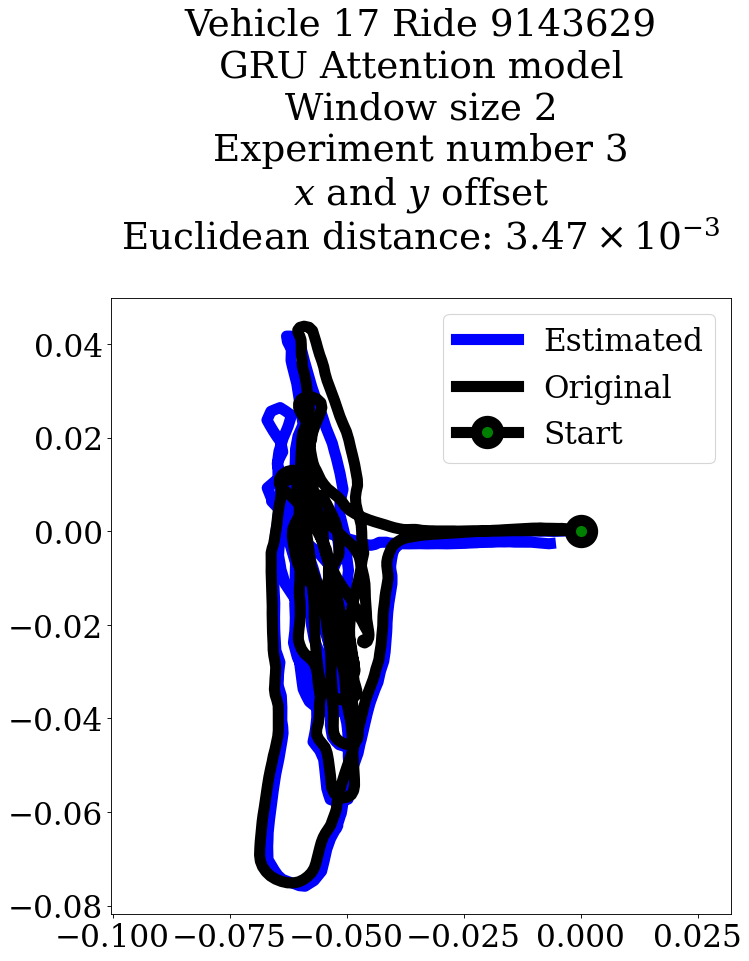 Vehicle 17 Ride 9143629
GRU Attention model
Window size 2
Experiment number 3
x and y offset
Euclidean distance: 3.47 × 10⁻³
Estimated
Original
Start
0.04
0.02
0.00
−0.02
−0.04
−0.06
−0.08
−0.100 −0.075 −0.050 −0.025 0.000 0.025